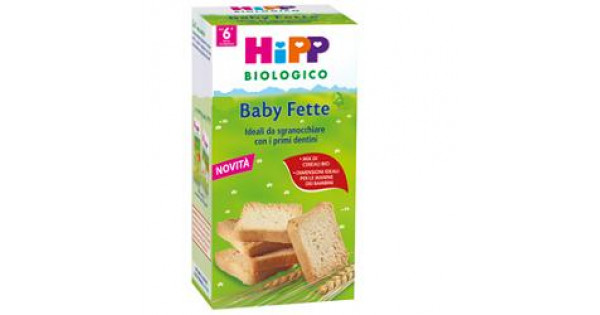 6°
HiPP
BIOLOGICO
Baby Fette
Ideali da sgranocchiare
con i primi dentini
NOVITÀ
• MIX DI
CEREALI BIO
• DIMENSIONI IDEALI
PER LE MANINE
DEI BAMBINI